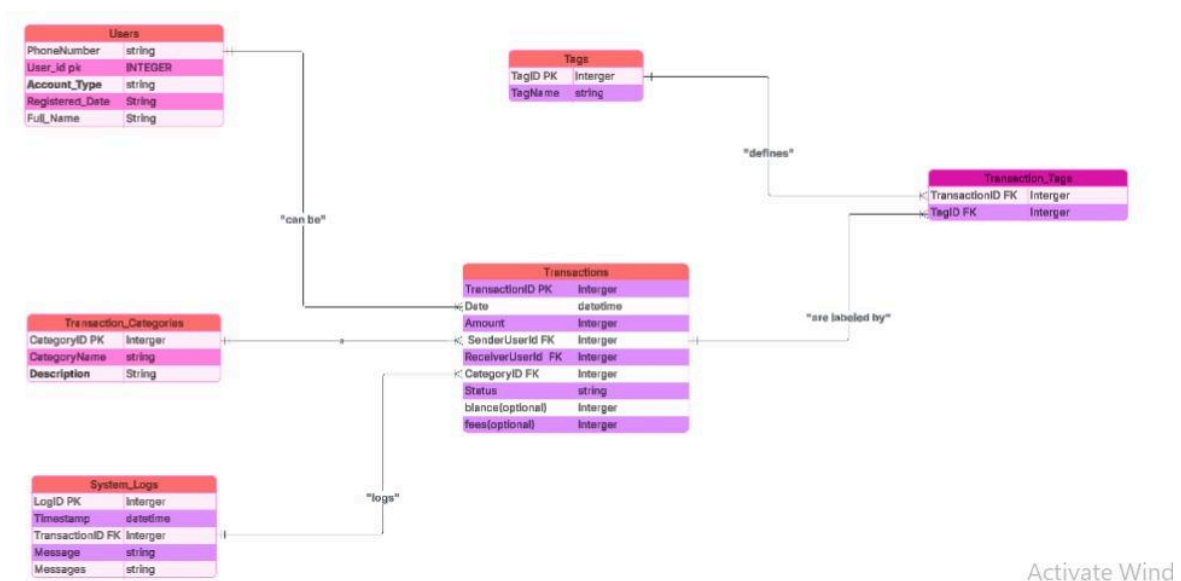 Users
PhoneNumber string
User_id pk INTEGER
Account_Type string
Registered_Date String
Full_Name String
Tags
TagID PK Interger
TagName string
"defines"
Transaction_Tags
TransactionID FK Interger
TagID FK Interger
"can be"
Transactions
TransactionID PK Interger
Date datetime
Amount Interger
SenderUserId FK Interger
ReceiverUserId FK Interger
CategoryID FK Interger
Status string
blance(optional) Interger
fees(optional) Interger
"are labeled by"
Transaction_Categories
CategoryID PK Interger
CategoryName string
Description String
System_Logs
LogID PK Interger
Timestamp datetime
TransactionID FK Interger
Message string
Messages string
"logs"
Activate Wind